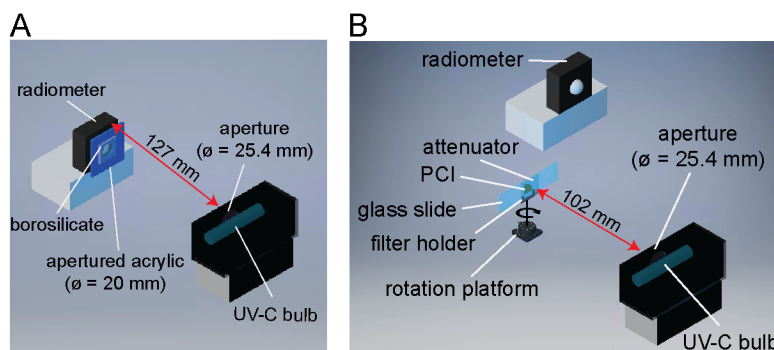 A
radiometer
127 mm
aperture
(ø = 25.4 mm)
borosilicate
apertured acrylic
(ø = 20 mm)
UV-C bulb
B
radiometer
attenuator
PCI
glass slide
filter holder
rotation platform
102 mm
aperture
(ø = 25.4 mm)
UV-C bulb